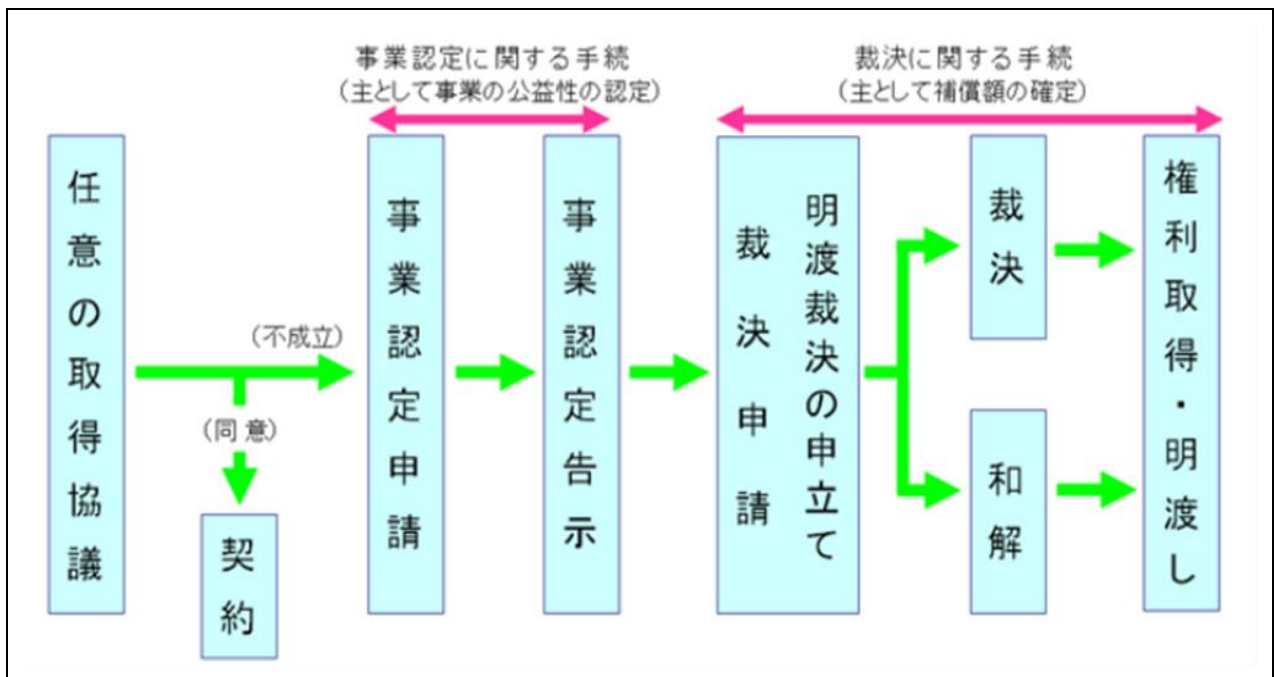 事業認定に関する手続
(主として事業の公益性の認定)
裁決に関する手続
(主として補償額の確定)
任意の取得協議
(不成立)
(同意)
契約
事業認定申請
事業認定告示
明渡裁決の申立て
裁決申請
裁決
和解
権利取得・明渡し